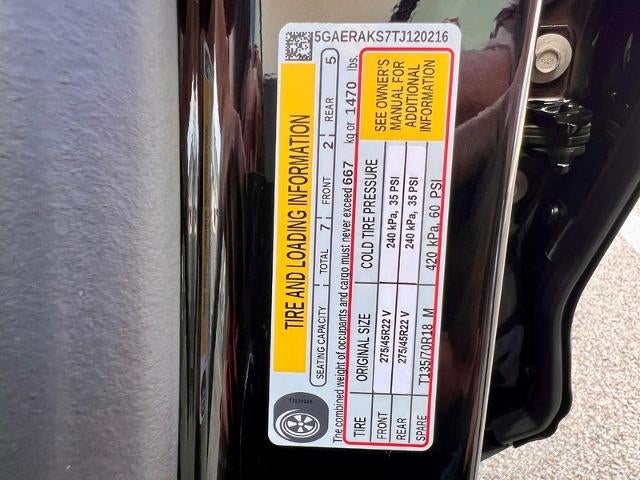 5GAERAKS7TJ120216
TIRE AND LOADING INFORMATION
SEATING CAPACITY TOTAL 7 FRONT 2 REAR 5
The combined weight of occupants and cargo must never exceed 667 kg or 1470 lbs.
TIRE ORIGINAL SIZE COLD TIRE PRESSURE
FRONT 275/45R22 V 240 kPa, 35 PSI
REAR 275/45R22 V 240 kPa, 35 PSI
SPARE T135/70R18 M 420 kPa, 60 PSI
SEE OWNER'S
MANUAL FOR
ADDITIONAL
INFORMATION
TJ120216